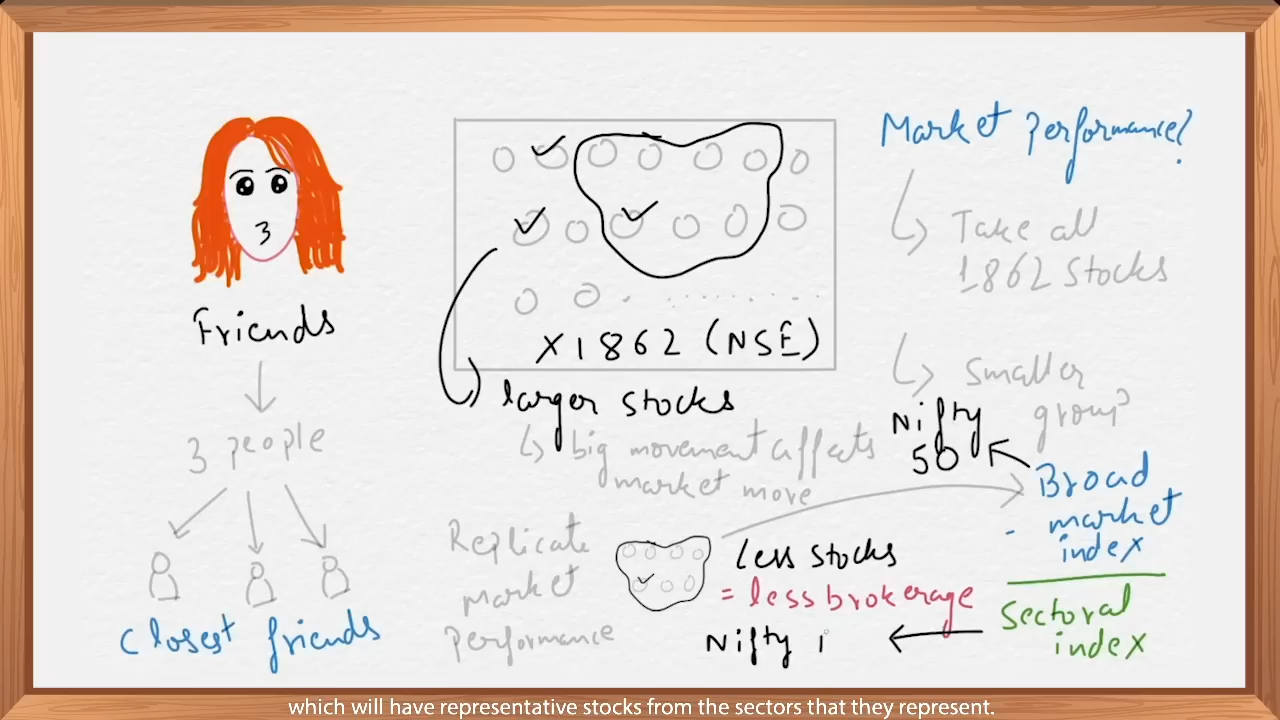 Friends
3 people
Closest friends
X1862 (NSE)
larger stocks
big movement affects
market move
Replicate
market
Performance
Less stocks
= less brokerage
Nifty I
Market Performance?
Take all
1862 Stocks
Smaller
group?
Nifty
50
Broad
- market
index
Sectoral
index
which will have representative stocks from the sectors that they represent.